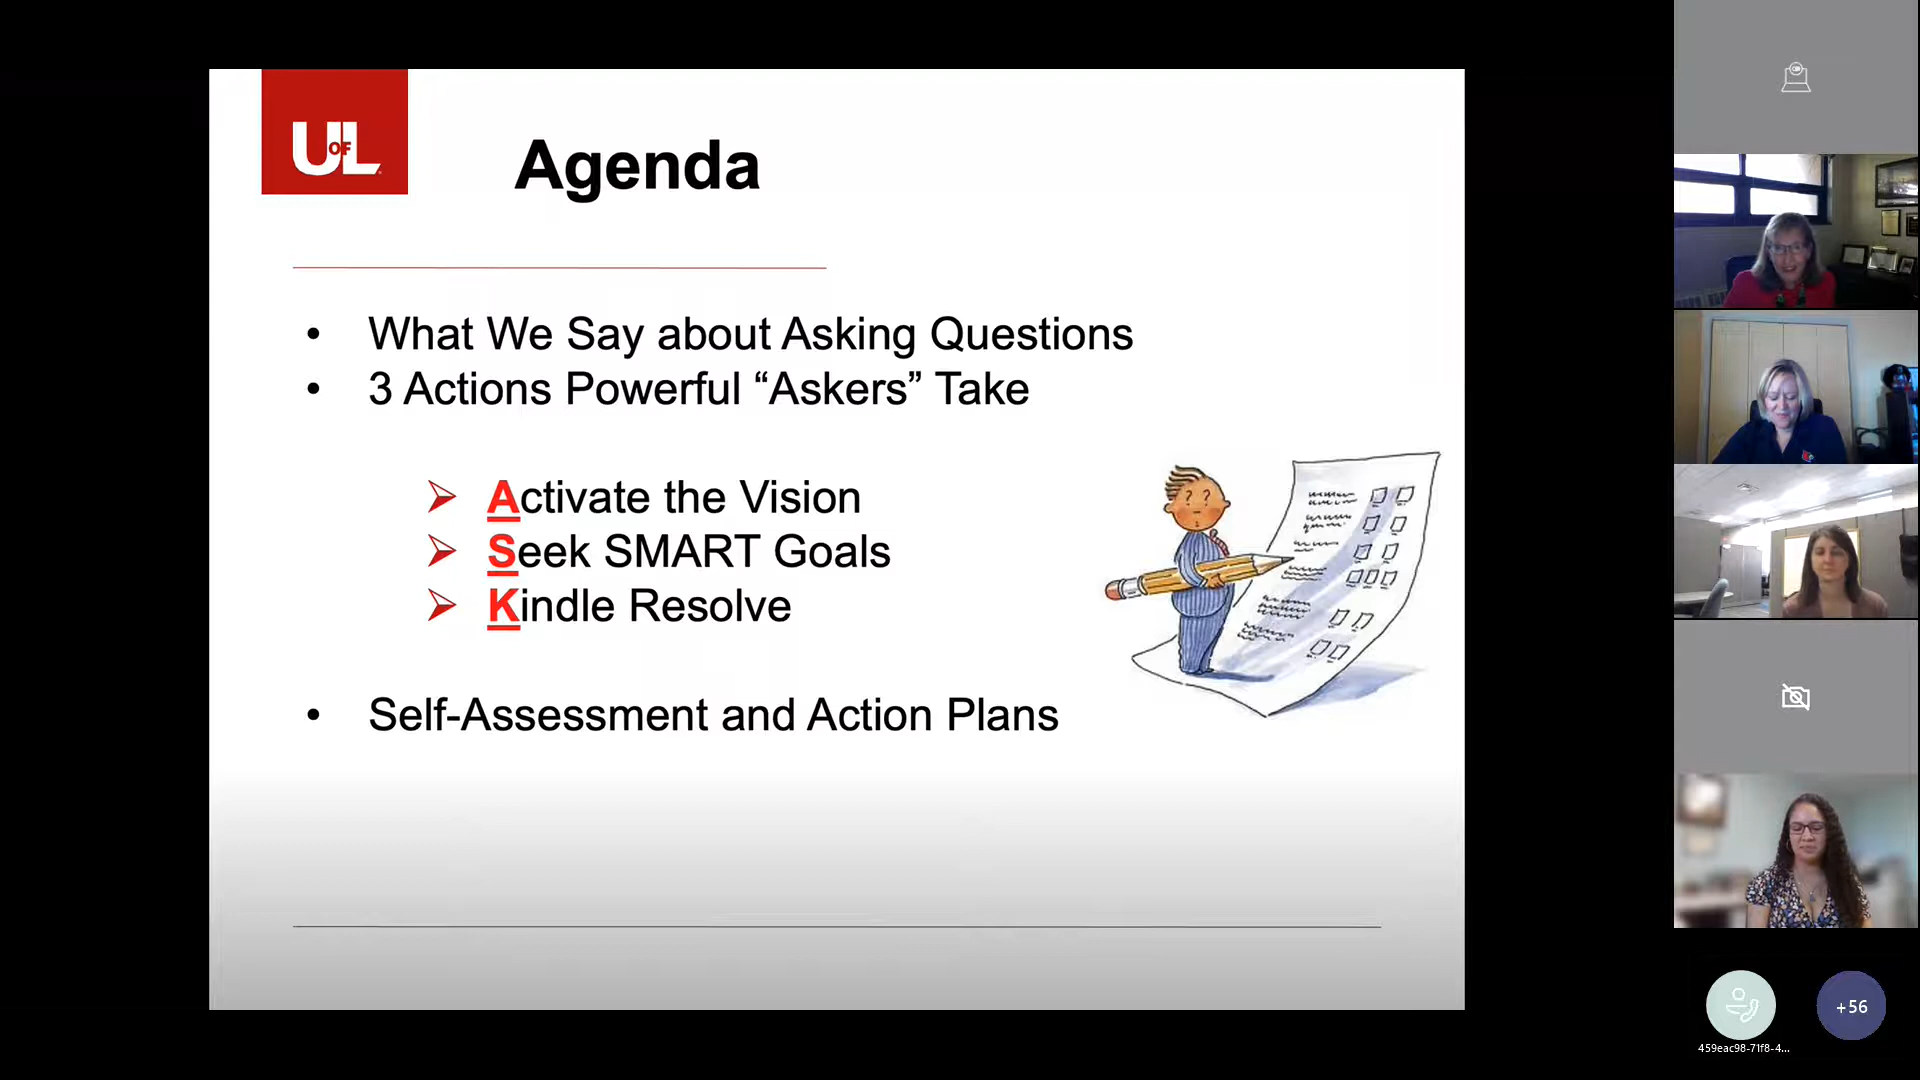 UofL
Agenda
• What We Say about Asking Questions
• 3 Actions Powerful “Askers” Take
➢ Activate the Vision
➢ Seek SMART Goals
➢ Kindle Resolve
• Self-Assessment and Action Plans
+56
459eac98-71f8-4...